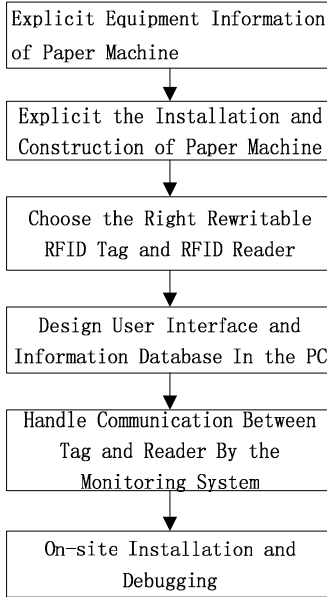 Explicit Equipment Information
of Paper Machine
Explicit the Installation and
Construction of Paper Machine
Choose the Right Rewritable
RFID Tag and RFID Reader
Design User Interface and
Information Database In the PC
Handle Communication Between
Tag and Reader By the
Monitoring System
On-site Installation and
Debugging